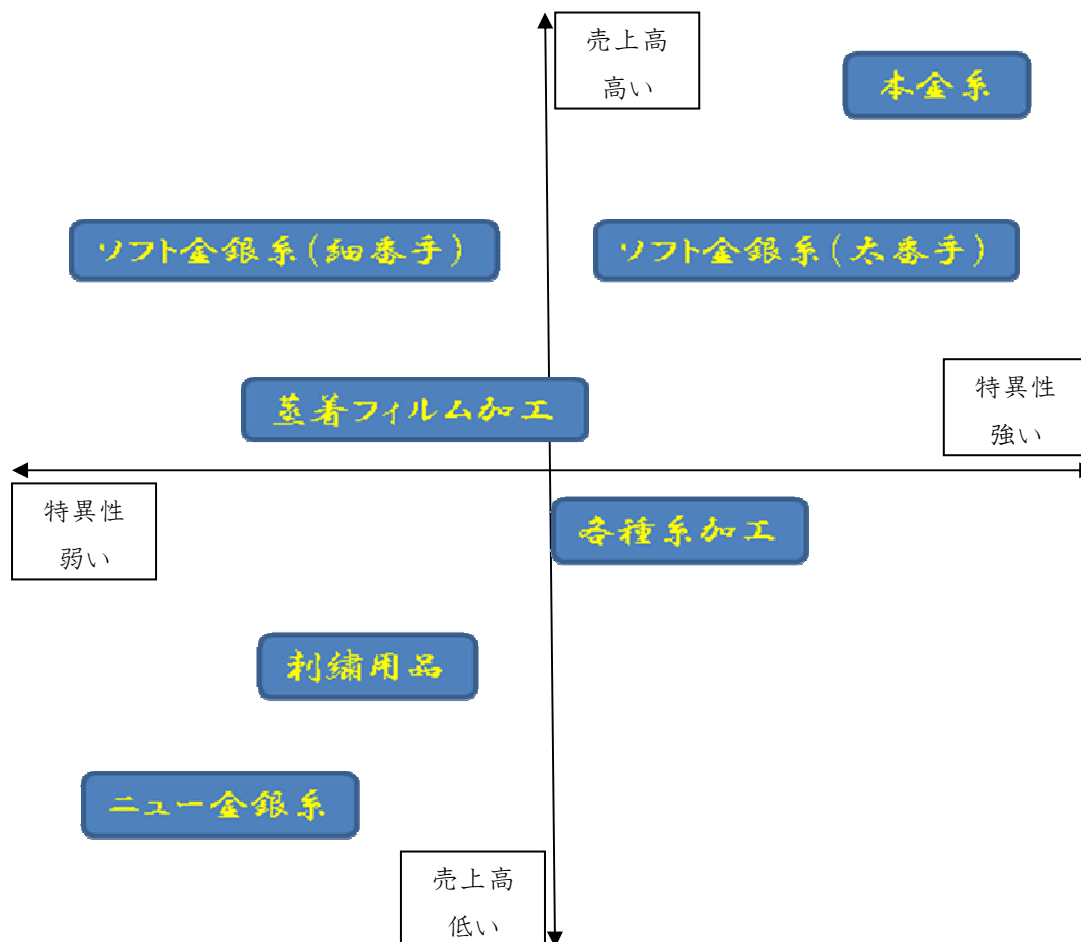 売上高
高い
本金糸
ソフト金銀糸(細番手)
ソフト金銀糸(太番手)
蒸着フィルム加工
特異性
強い
特異性
弱い
各種糸加工
刺繍用品
ニュー金銀糸
売上高
低い